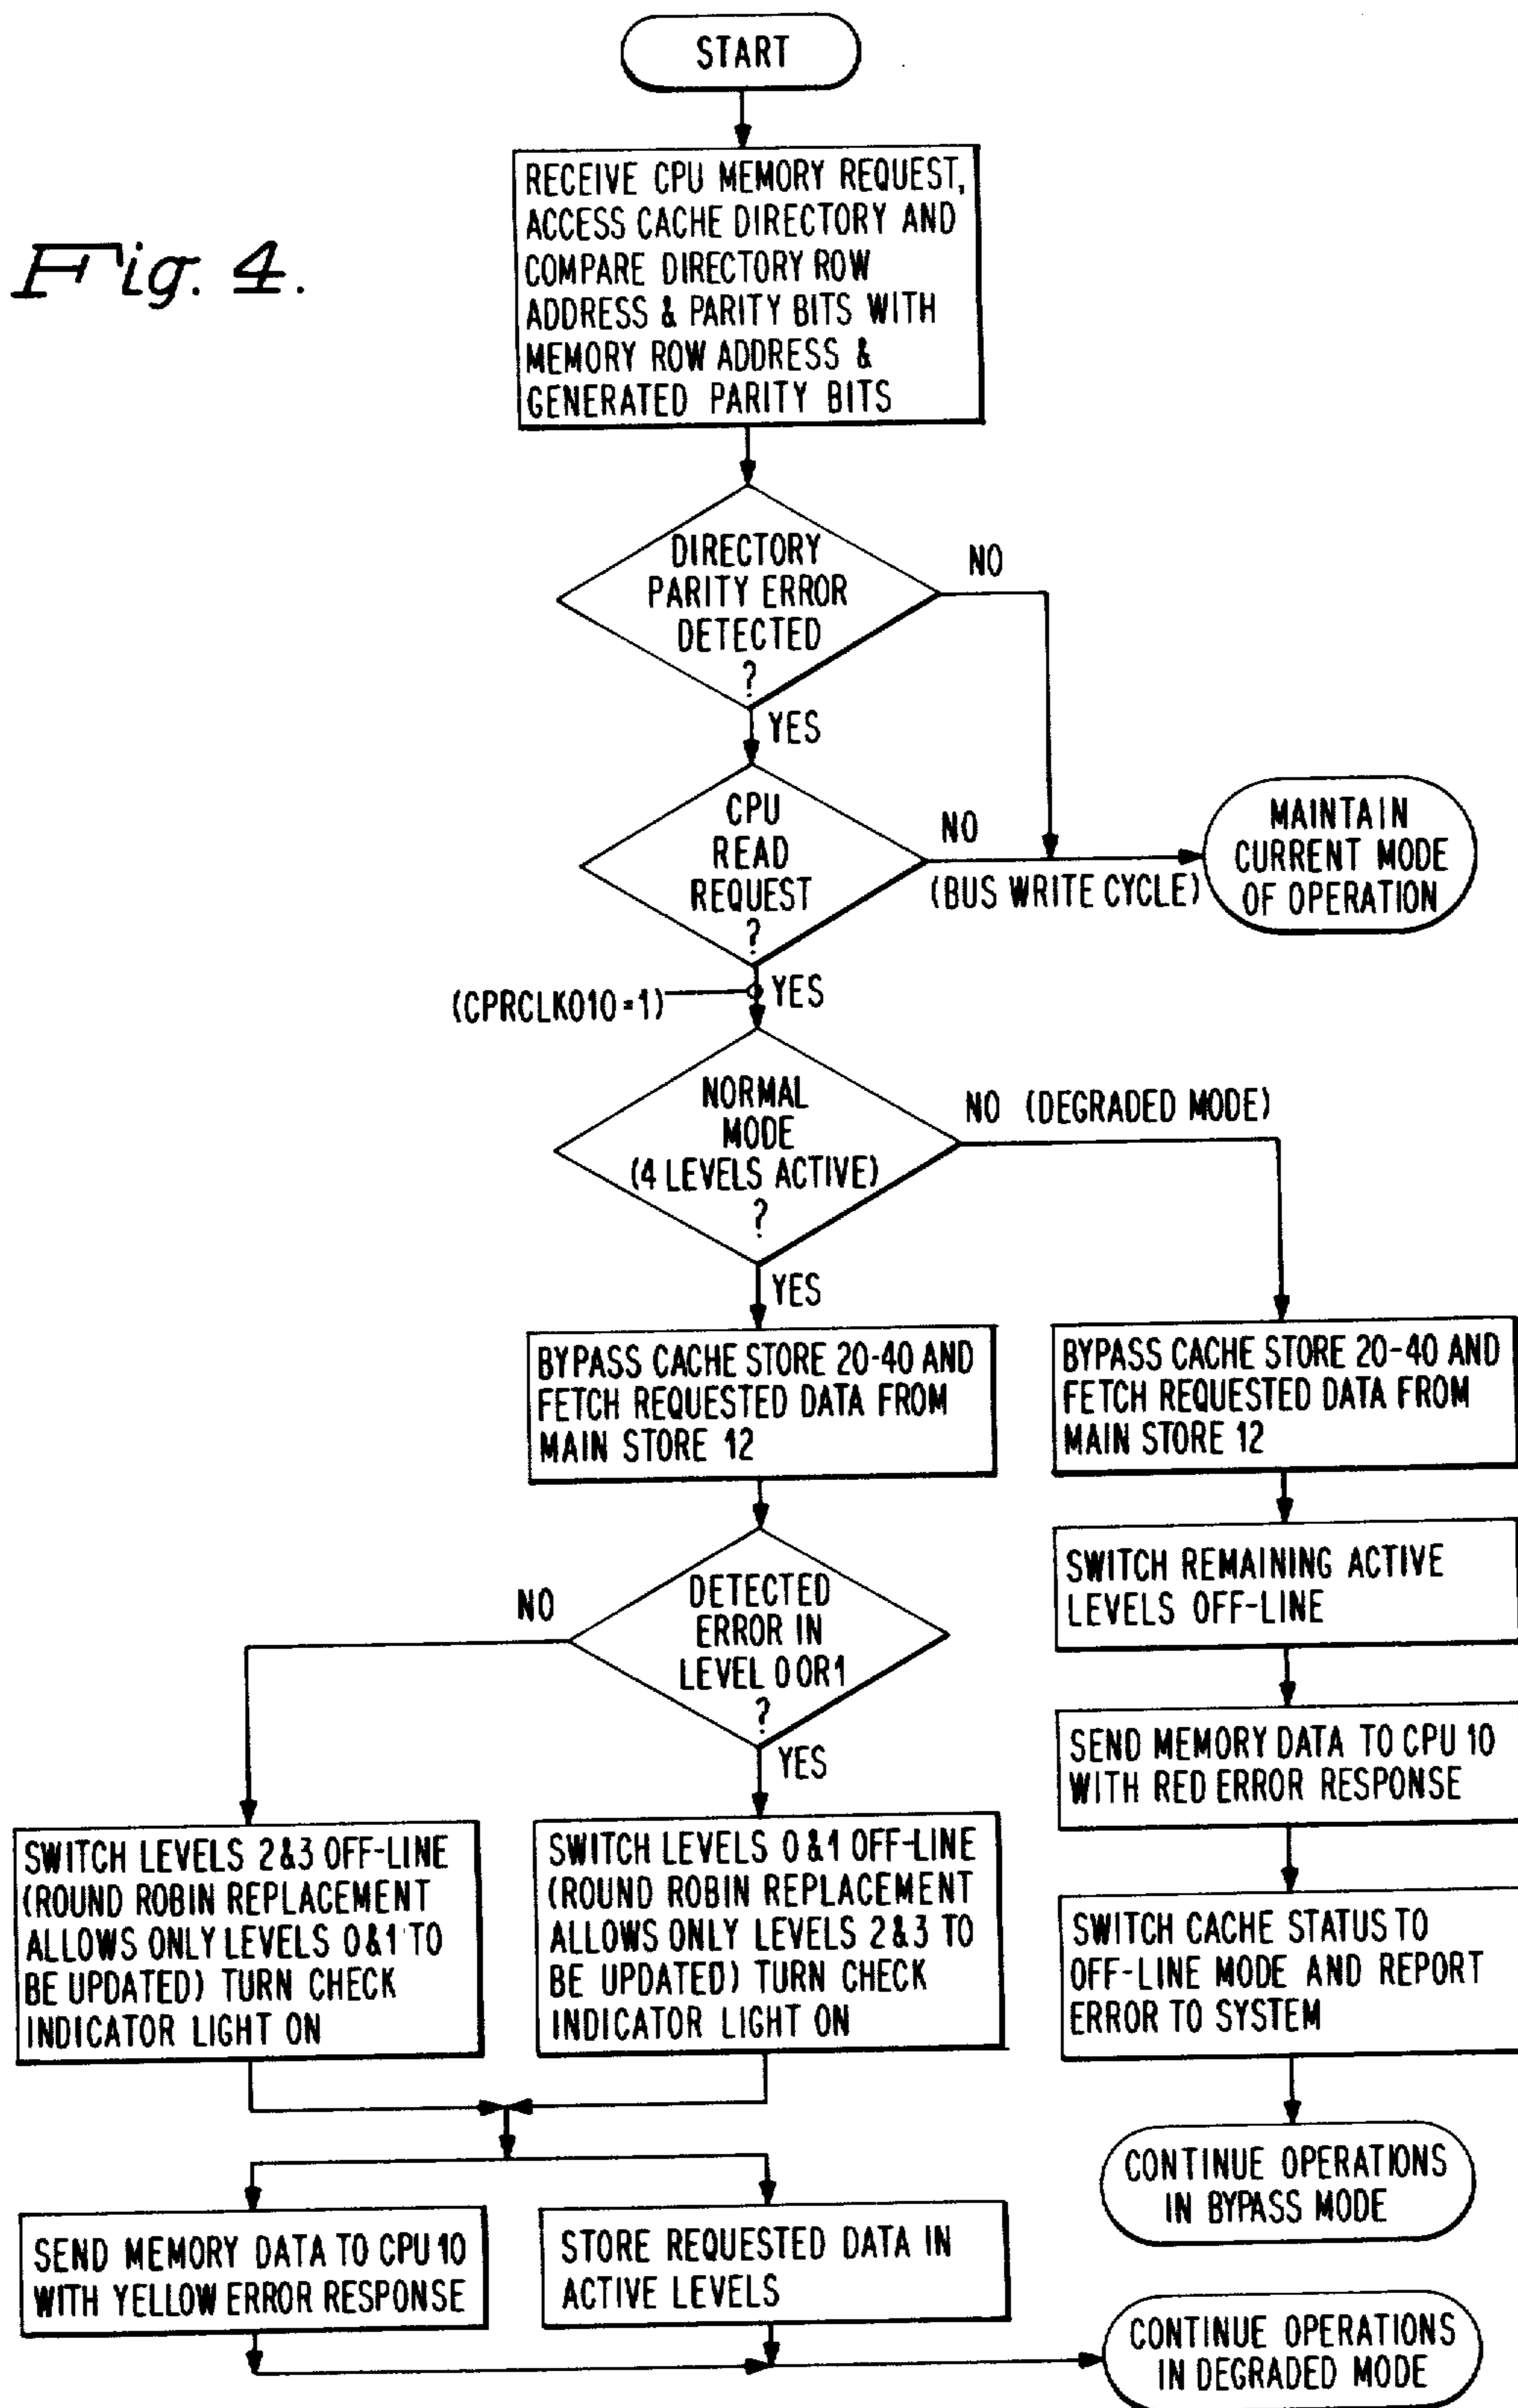 START
Fig. 4.
RECEIVE CPU MEMORY REQUEST,
ACCESS CACHE DIRECTORY AND
COMPARE DIRECTORY ROW
ADDRESS & PARITY BITS WITH
MEMORY ROW ADDRESS &
GENERATED PARITY BITS
DIRECTORY
PARITY ERROR
DETECTED
?
NO
YES
CPU
READ
REQUEST
?
NO
(BUS WRITE CYCLE)
MAINTAIN
CURRENT MODE
OF OPERATION
(CPRCLK010=1)
YES
NORMAL
MODE
(4 LEVELS ACTIVE)
?
NO (DEGRADED MODE)
YES
BYPASS CACHE STORE 20-40 AND
FETCH REQUESTED DATA FROM
MAIN STORE 12
BYPASS CACHE STORE 20-40 AND
FETCH REQUESTED DATA FROM
MAIN STORE 12
DETECTED
ERROR IN
LEVEL 0 OR 1
?
NO
YES
SWITCH REMAINING ACTIVE
LEVELS OFF-LINE
SEND MEMORY DATA TO CPU 10
WITH RED ERROR RESPONSE
SWITCH LEVELS 2&3 OFF-LINE
(ROUND ROBIN REPLACEMENT
ALLOWS ONLY LEVELS 0&1 TO
BE UPDATED) TURN CHECK
INDICATOR LIGHT ON
SWITCH LEVELS 0&1 OFF-LINE
(ROUND ROBIN REPLACEMENT
ALLOWS ONLY LEVELS 2&3 TO
BE UPDATED) TURN CHECK
INDICATOR LIGHT ON
SWITCH CACHE STATUS TO
OFF-LINE MODE AND REPORT
ERROR TO SYSTEM
CONTINUE OPERATIONS
IN BYPASS MODE
SEND MEMORY DATA TO CPU 10
WITH YELLOW ERROR RESPONSE
STORE REQUESTED DATA IN
ACTIVE LEVELS
CONTINUE OPERATIONS
IN DEGRADED MODE